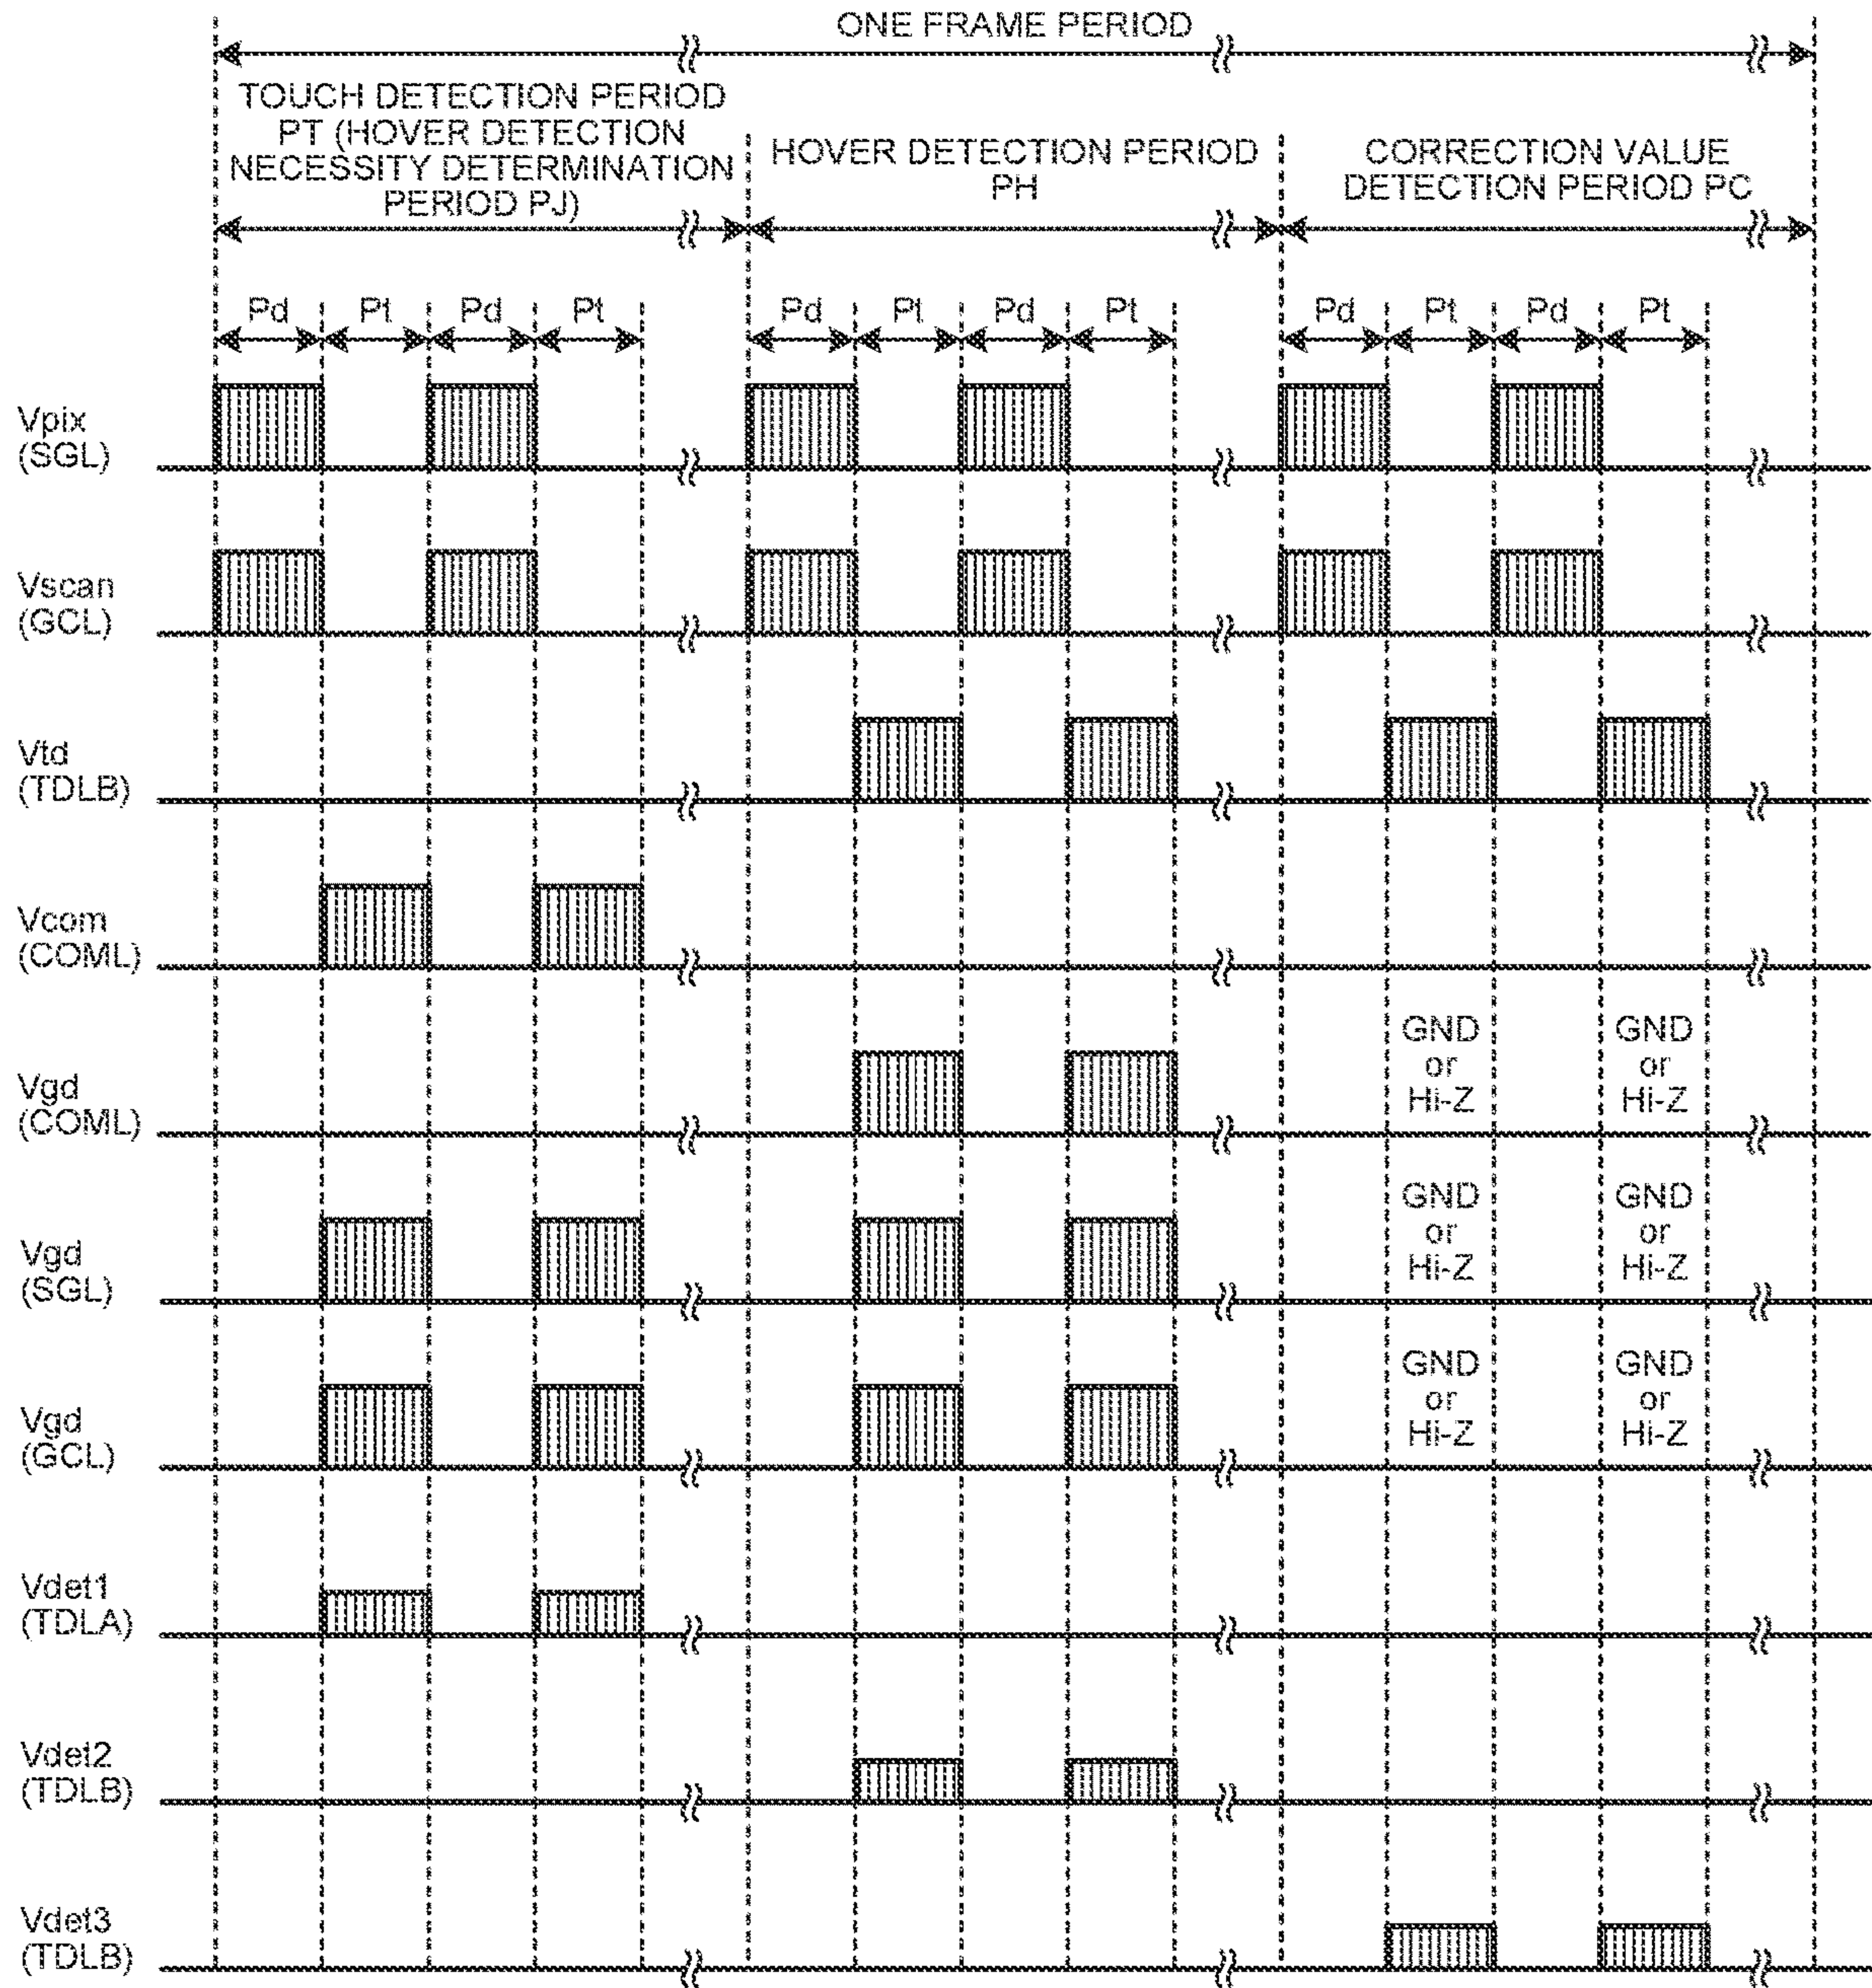 ONE FRAME PERIOD
TOUCH DETECTION PERIOD
PT (HOVER DETECTION
NECESSITY DETERMINATION
PERIOD PJ)
HOVER DETECTION PERIOD
PH
CORRECTION VALUE
DETECTION PERIOD PC
Pd Pt Pd Pt Pd Pt Pd Pt Pd Pt Pd Pt
Vpix
(SGL)
Vscan
(GCL)
Vtd
(TDLB)
Vcom
(COML)
Vgd
(COML)
GND GND
or or
Hi-Z Hi-Z
Vgd
(SGL)
GND GND
or or
Hi-Z Hi-Z
Vgd
(GCL)
GND GND
or or
Hi-Z Hi-Z
Vdet1
(TDLA)
Vdet2
(TDLB)
Vdet3
(TDLB)